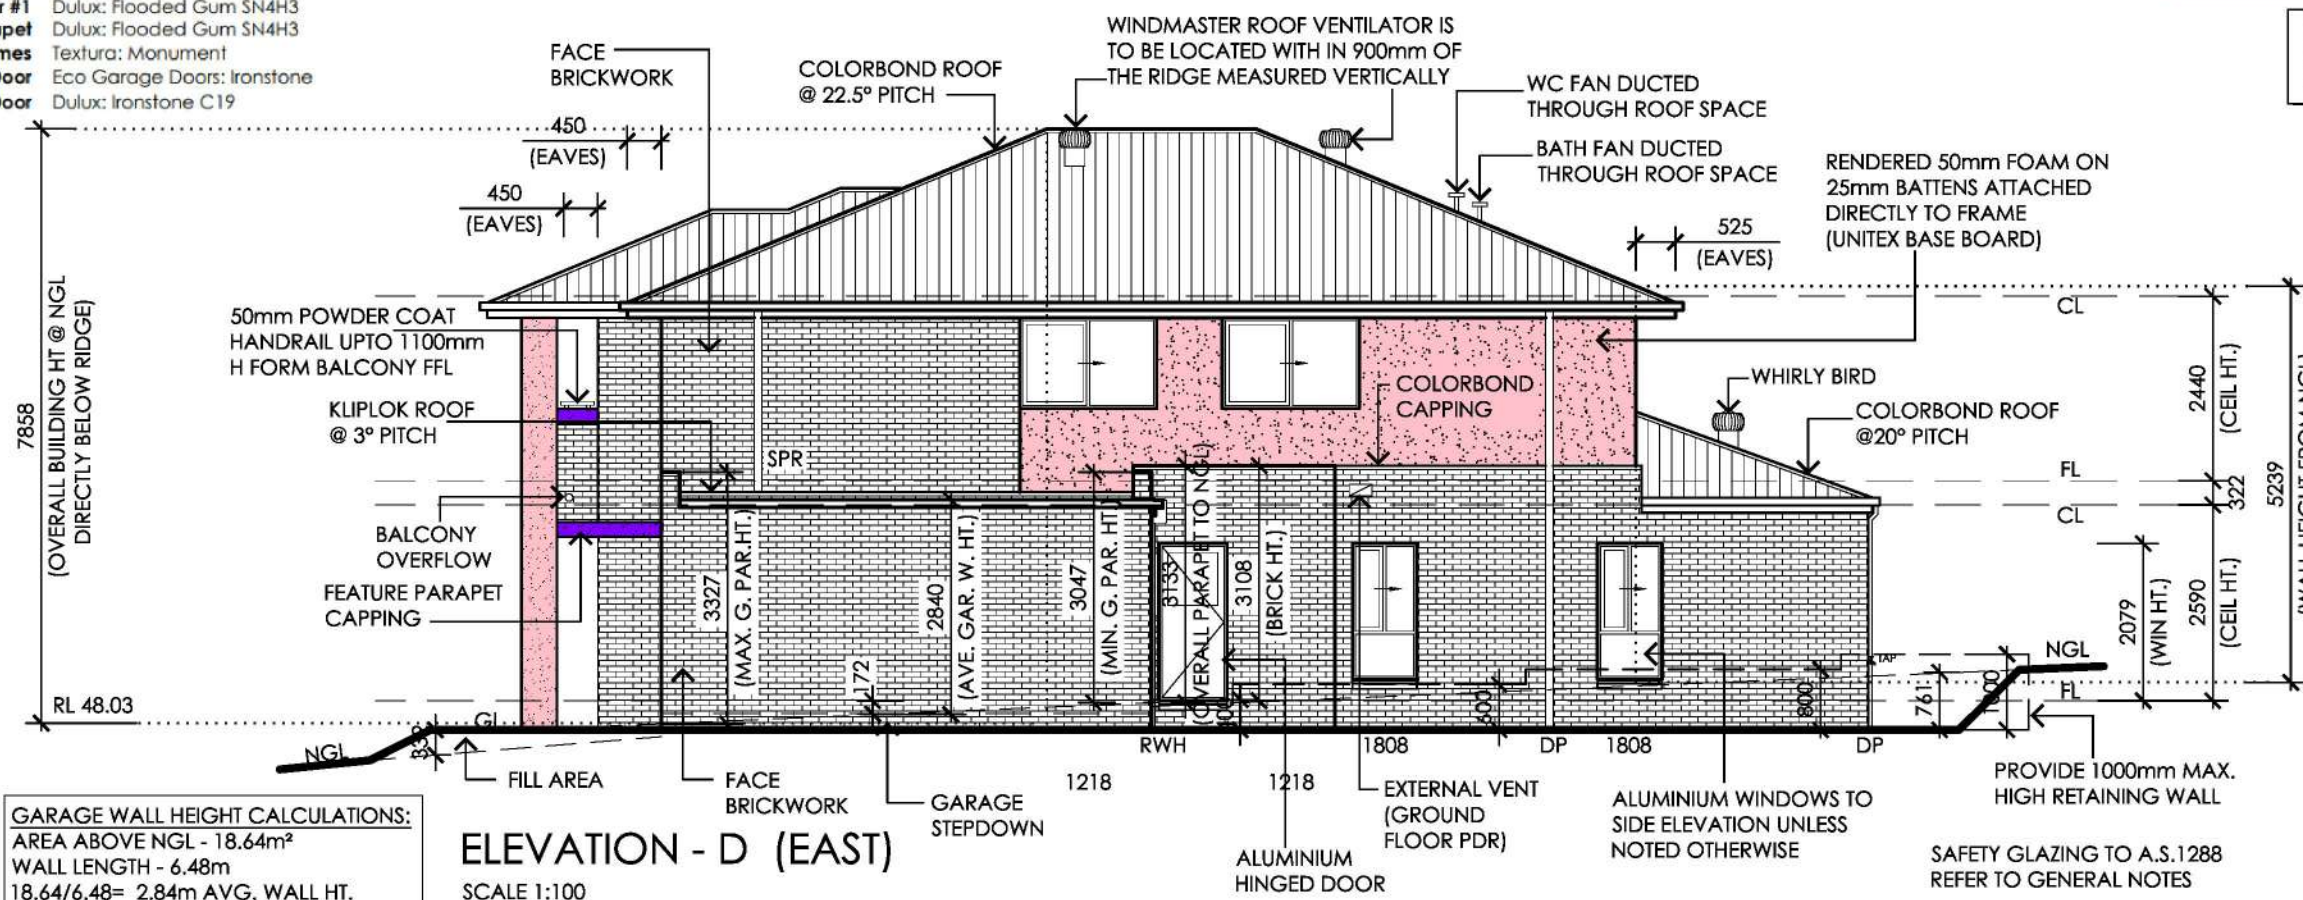 r #1 Dulux: Flooded Gum SN4H3
pet Dulux: Flooded Gum SN4H3
mes Textura: Monument
Door Eco Garage Doors: Ironstone
Door Dulux: Ironstone C19
FACE
BRICKWORK
COLORBOND ROOF
@ 22.5° PITCH
WINDMASTER ROOF VENTILATOR IS
TO BE LOCATED WITH IN 900mm OF
THE RIDGE MEASURED VERTICALLY
WC FAN DUCTED
THROUGH ROOF SPACE
BATH FAN DUCTED
THROUGH ROOF SPACE
RENDERED 50mm FOAM ON
25mm BATTENS ATTACHED
DIRECTLY TO FRAME
(UNITEX BASE BOARD)
450
(EAVES)
450
(EAVES)
525
(EAVES)
7858
(OVERALL BUILDING HT @ NGL
DIRECTLY BELOW RIDGE)
50mm POWDER COAT
HANDRAIL UPTO 1100mm
H FORM BALCONY FFL
KLIPLOK ROOF
@ 3° PITCH
SPR
COLORBOND
CAPPING
WHIRLY BIRD
COLORBOND ROOF
@20° PITCH
CL
2440
(CEIL HT.)
FL
322
CL
5239
BALCONY
OVERFLOW
FEATURE PARAPET
CAPPING
3327
(MAX. G. PAR.HT.)
172
2840
(AVE. GAR. W. HT.)
3047
(MIN. G. PAR. HT.)
3133
(OVERALL PARAPET TO NGL)
3108
(BRICK HT.)
2079
(WIN HT.)
2590
(CEIL HT.)
600
800
TAP
761
1000
NGL
FL
RL 48.03
GL
NGL
RWH
1808
DP
1808
DP
1218
1218
FILL AREA
FACE
BRICKWORK
GARAGE
STEPDOWN
EXTERNAL VENT
(GROUND
FLOOR PDR)
ALUMINIUM
HINGED DOOR
ALUMINIUM WINDOWS TO
SIDE ELEVATION UNLESS
NOTED OTHERWISE
PROVIDE 1000mm MAX.
HIGH RETAINING WALL
SAFETY GLAZING TO A.S.1288
REFER TO GENERAL NOTES
GARAGE WALL HEIGHT CALCULATIONS:
AREA ABOVE NGL - 18.64m²
WALL LENGTH - 6.48m
18.64/6.48= 2.84m AVG. WALL HT.
ELEVATION - D (EAST)
SCALE 1:100